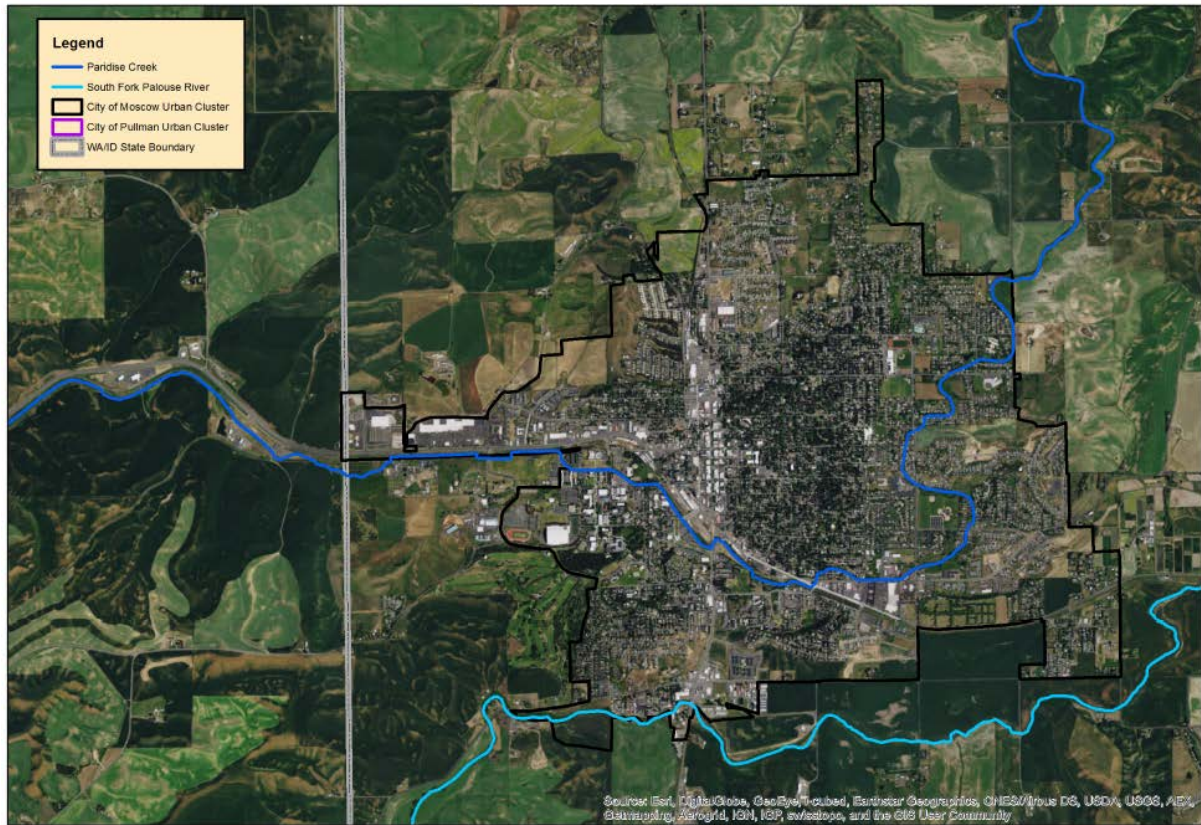 Legend
Paridise Creek
South Fork Palouse River
City of Moscow Urban Cluster
City of Pullman Urban Cluster
WA/ID State Boundary
Source: Esri, DigitalGlobe, GeoEye, i-cubed, Earthstar Geographics, CNES/Airbus DS, USDA, USGS, AEX,
Getmapping, Aerogrid, IGN, IGP, swisstopo, and the GIS User Community